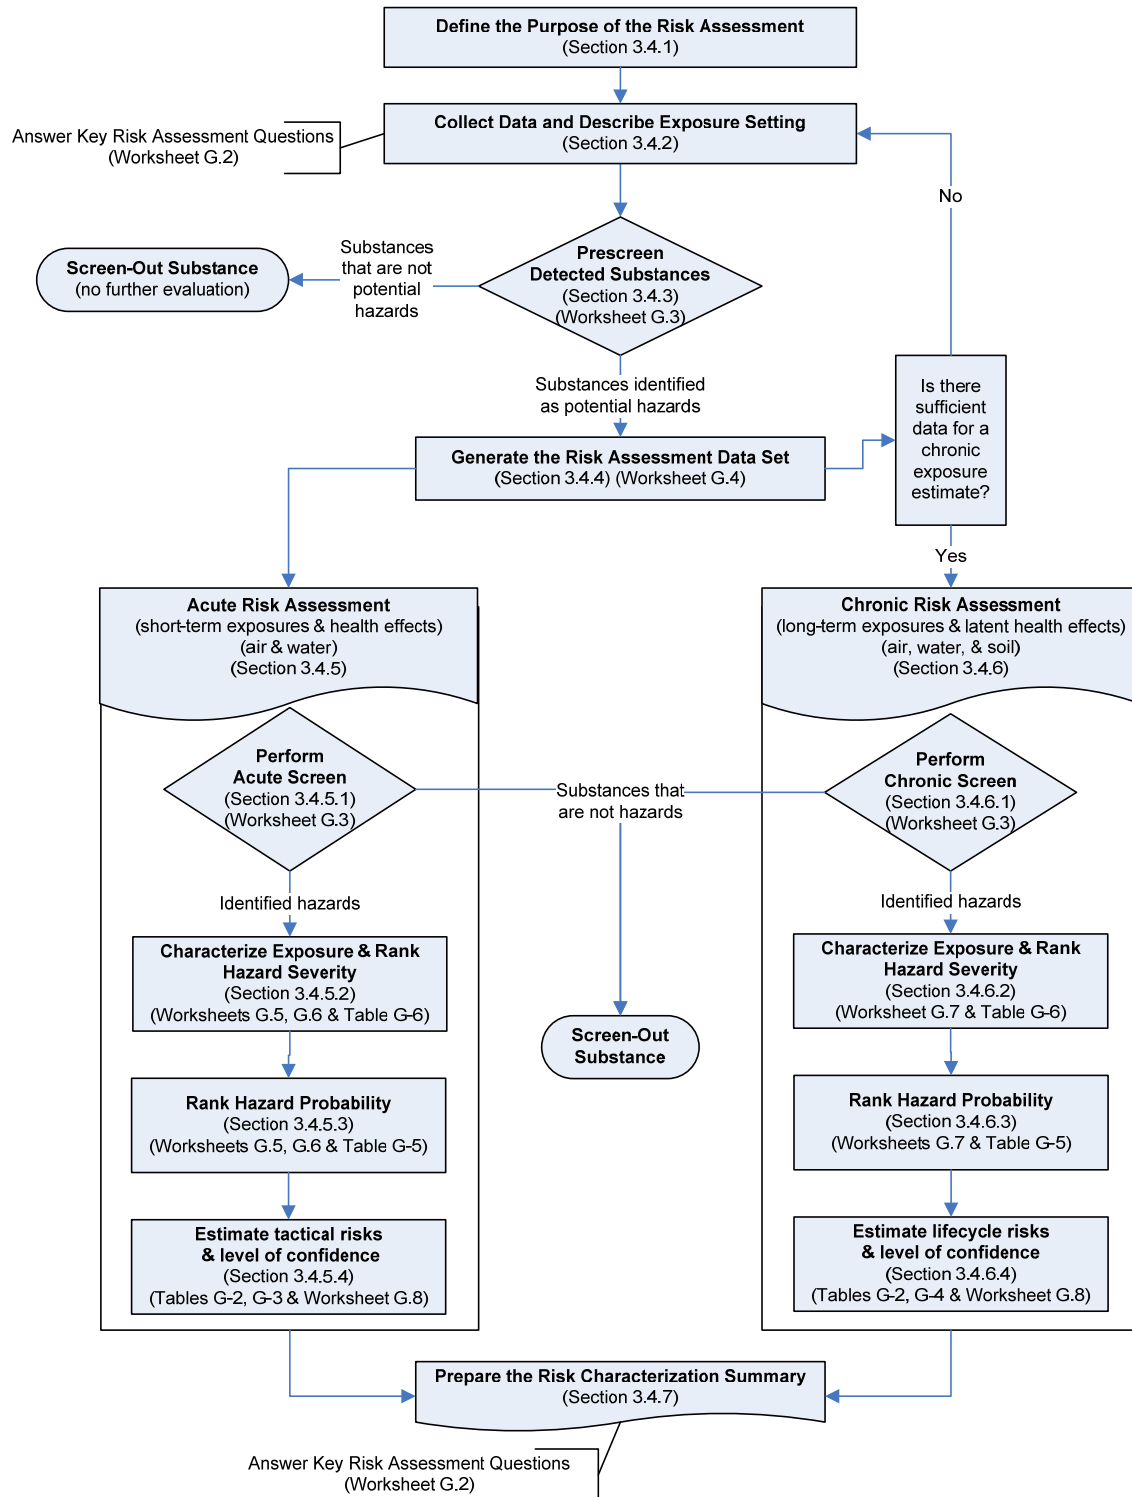 Define the Purpose of the Risk Assessment
(Section 3.4.1)
Answer Key Risk Assessment Questions
(Worksheet G.2)
Collect Data and Describe Exposure Setting
(Section 3.4.2)
No
Screen-Out Substance
(no further evaluation)
Substances
that are not
potential
hazards
Prescreen
Detected Substances
(Section 3.4.3)
(Worksheet G.3)
Substances identified
as potential hazards
Is there
sufficient
data for a
chronic
exposure
estimate?
Generate the Risk Assessment Data Set
(Section 3.4.4) (Worksheet G.4)
Yes
Acute Risk Assessment
(short-term exposures & health effects)
(air & water)
(Section 3.4.5)
Chronic Risk Assessment
(long-term exposures & latent health effects)
(air, water, & soil)
(Section 3.4.6)
Perform
Acute Screen
(Section 3.4.5.1)
(Worksheet G.3)
Substances that
are not hazards
Perform
Chronic Screen
(Section 3.4.6.1)
(Worksheet G.3)
Identified hazards
Identified hazards
Characterize Exposure & Rank
Hazard Severity
(Section 3.4.5.2)
(Worksheets G.5, G.6 & Table G-6)
Characterize Exposure & Rank
Hazard Severity
(Section 3.4.6.2)
(Worksheet G.7 & Table G-6)
Screen-Out
Substance
Rank Hazard Probability
(Section 3.4.5.3)
(Worksheets G.5, G.6 & Table G-5)
Rank Hazard Probability
(Section 3.4.6.3)
(Worksheets G.7 & Table G-5)
Estimate tactical risks
& level of confidence
(Section 3.4.5.4)
(Tables G-2, G-3 & Worksheet G.8)
Estimate lifecycle risks
& level of confidence
(Section 3.4.6.4)
(Tables G-2, G-4 & Worksheet G.8)
Prepare the Risk Characterization Summary
(Section 3.4.7)
Answer Key Risk Assessment Questions
(Worksheet G.2)